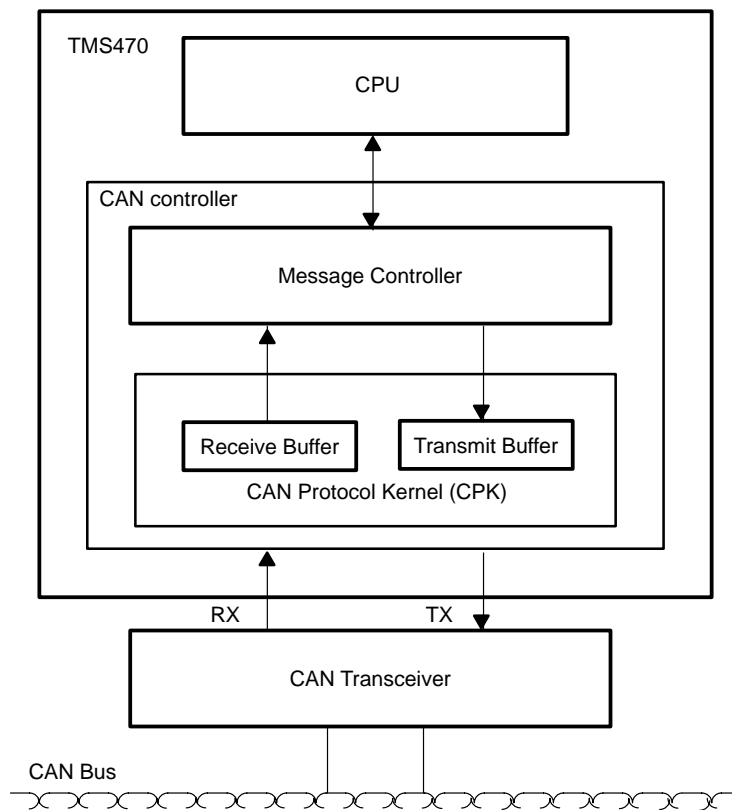 TMS470
CPU
CAN controller
Message Controller
Receive Buffer
Transmit Buffer
CAN Protocol Kernel (CPK)
RX
TX
CAN Transceiver
CAN Bus